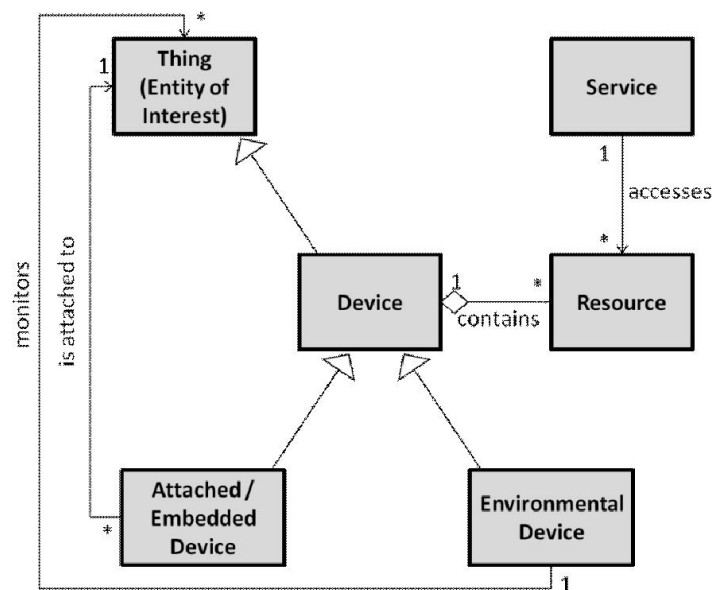 *
1
Thing
(Entity of
Interest)
Service
1
accesses
*
monitors
is attached to
Device
1
*
contains
Resource
Attached /
Embedded
Device
*
Environmental
Device
1